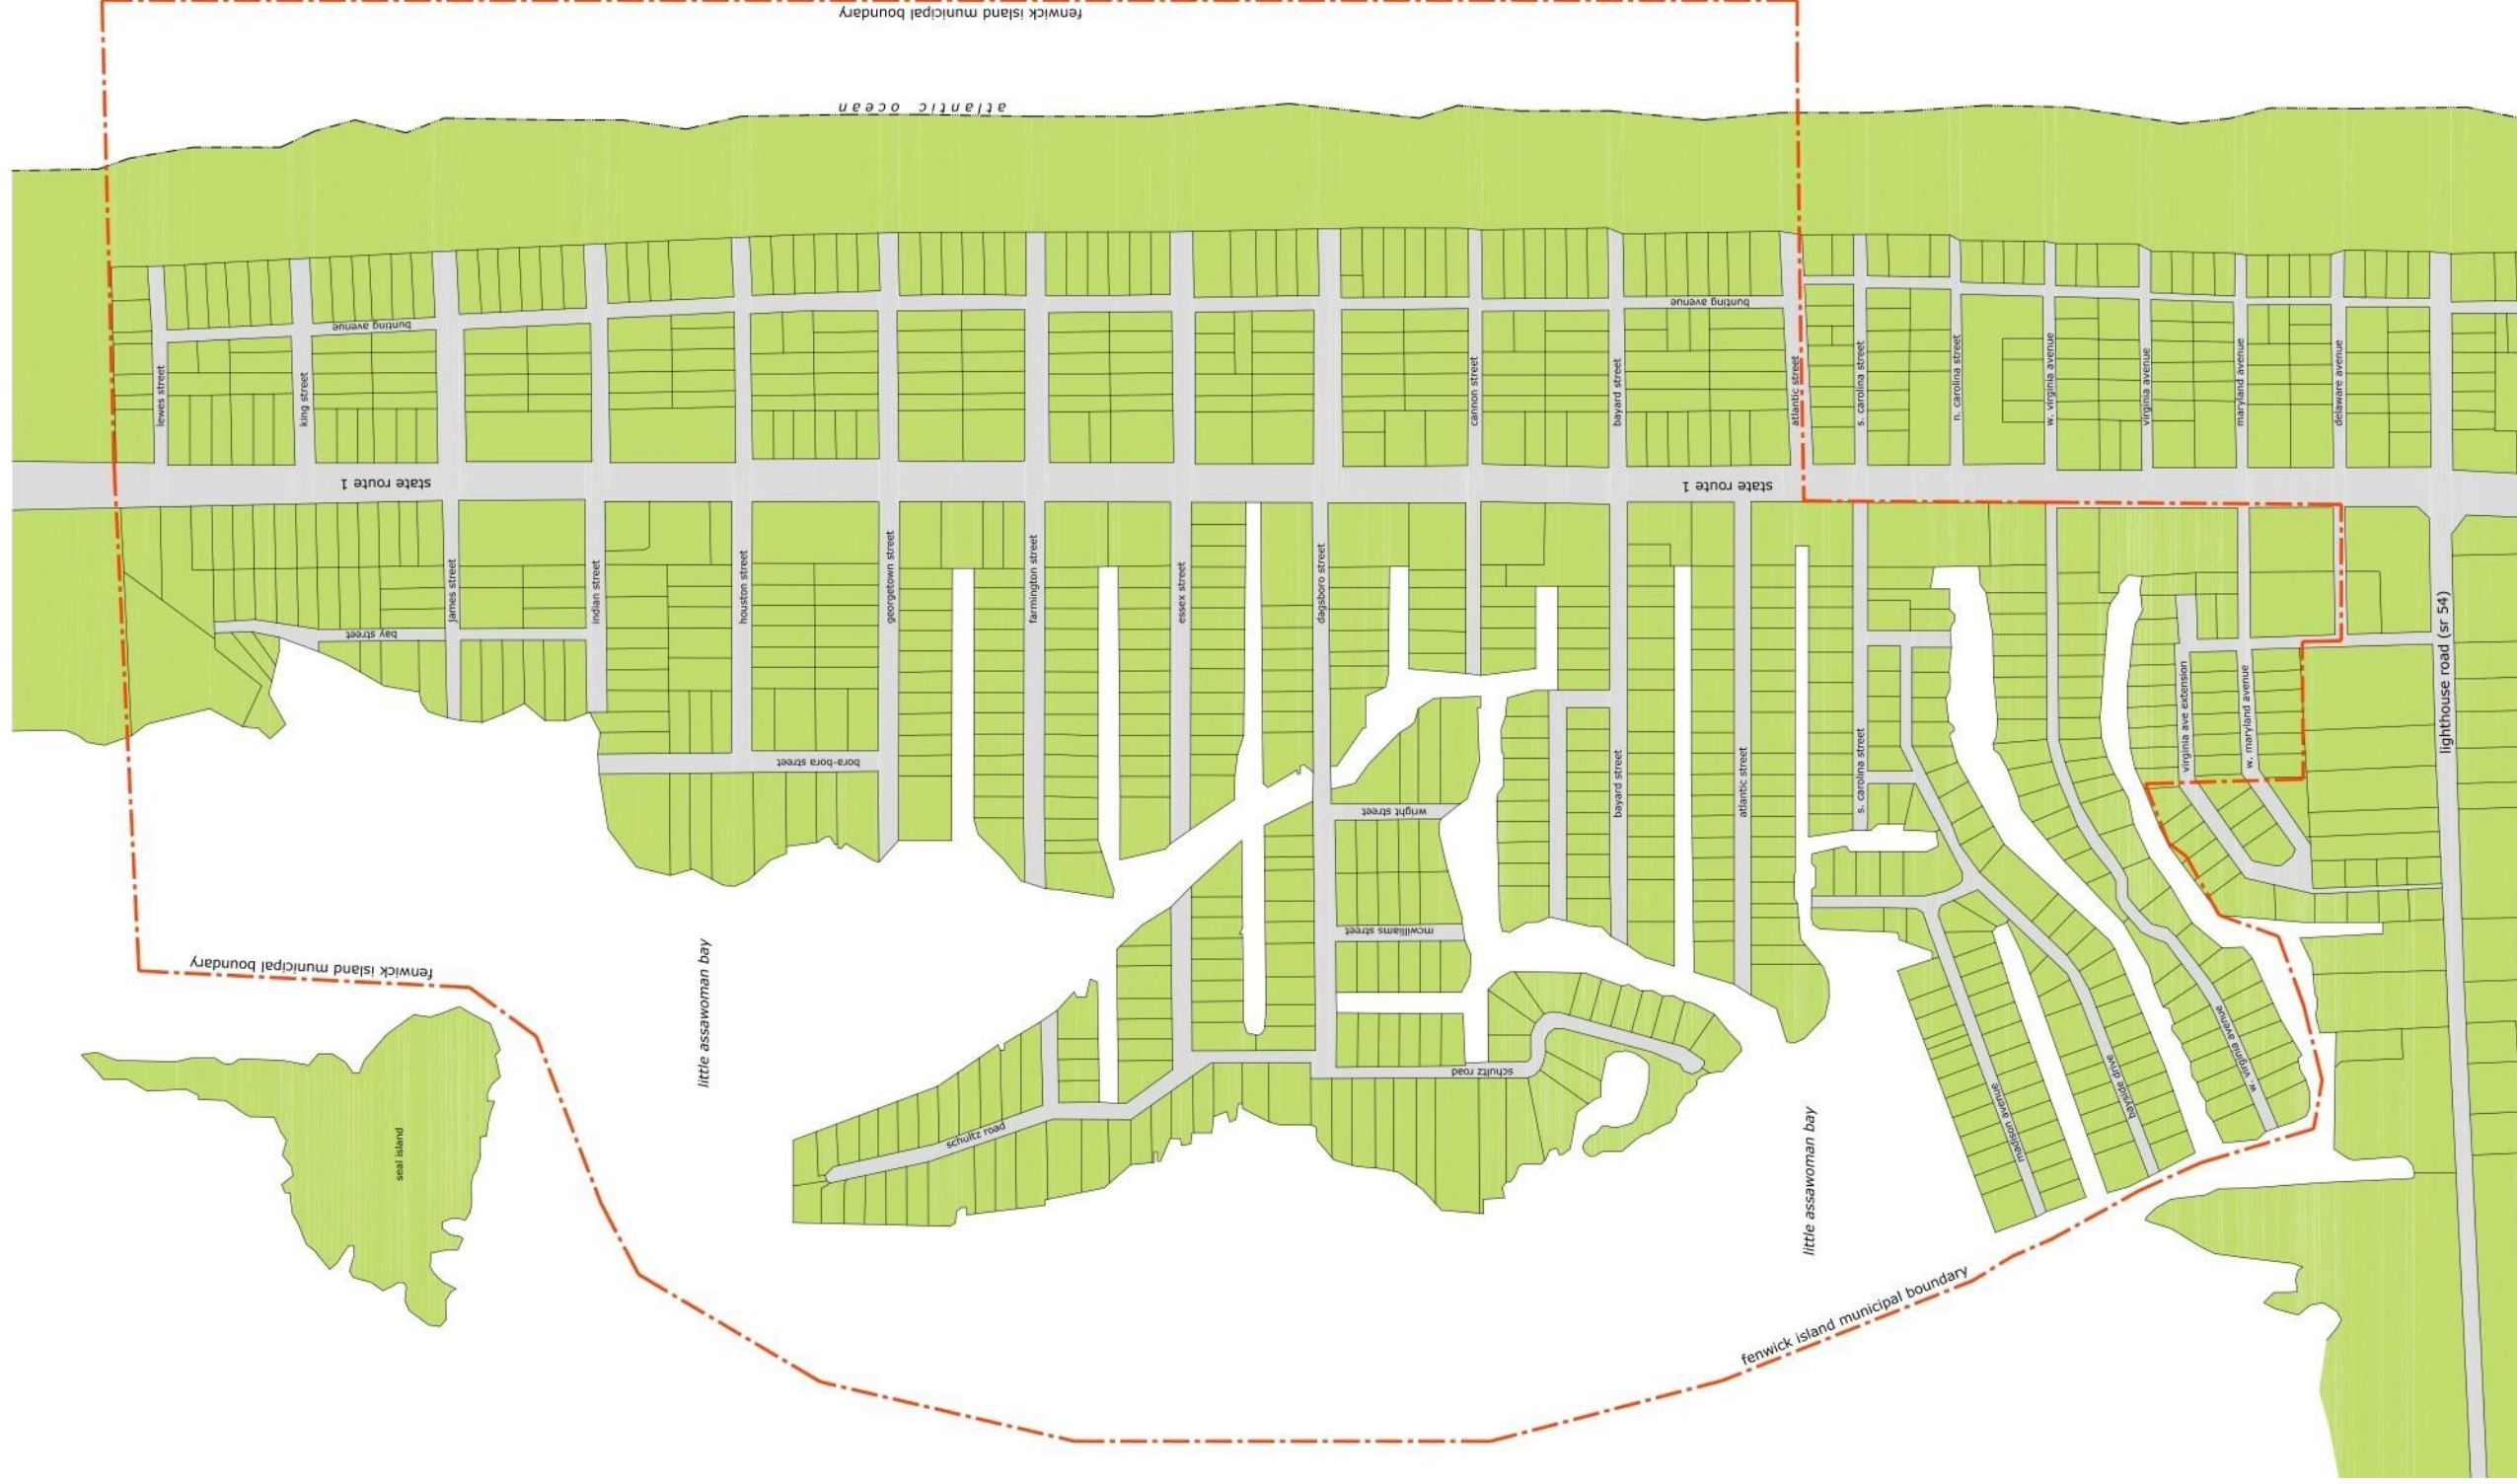 fenwick island municipal boundary
atlantic ocean
bunting avenue
bunting avenue
lewes street
king street
cannon street
bayard street
atlantic street
s. carolina street
n. carolina street
w. virginia avenue
virginia avenue
maryland avenue
delaware avenue
state route 1
state route 1
james street
indian street
houston street
georgetown street
farmington street
essex street
dagsboro street
bay street
bora-bora street
wright street
mcwilliams street
bayard street
atlantic street
s. carolina street
virginia ave extension
w. maryland avenue
lighthouse road (sr 54)
fenwick island municipal boundary
little assawoman bay
seal island
schultz road
schultz road
little assawoman bay
madison avenue
bayside drive
w. virginia avenue
fenwick island municipal boundary